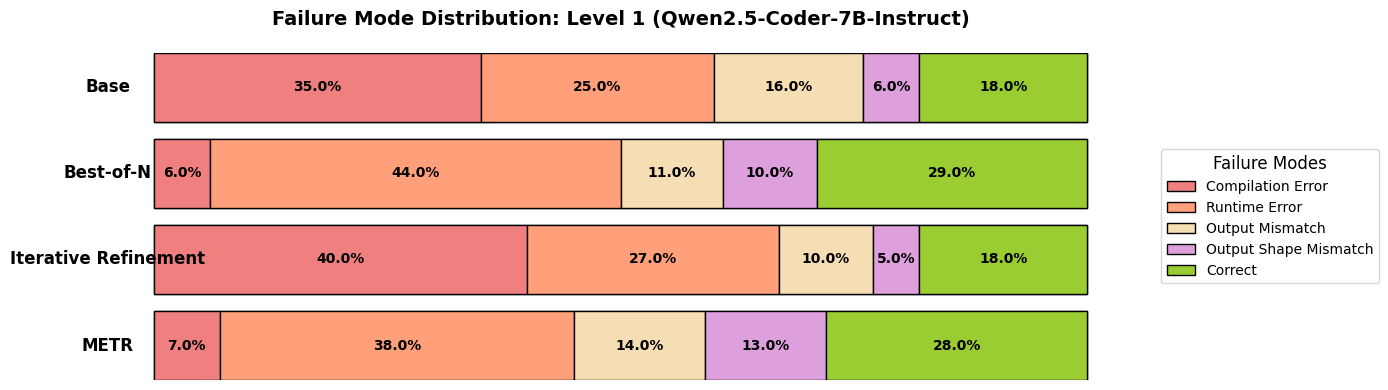 Failure Mode Distribution: Level 1 (Qwen2.5-Coder-7B-Instruct)
Base 35.0% 25.0% 16.0% 6.0% 18.0%
Best-of-N 6.0% 44.0% 11.0% 10.0% 29.0%
Iterative Refinement 40.0% 27.0% 10.0% 5.0% 18.0%
METR 7.0% 38.0% 14.0% 13.0% 28.0%
Failure Modes
Compilation Error
Runtime Error
Output Mismatch
Output Shape Mismatch
Correct